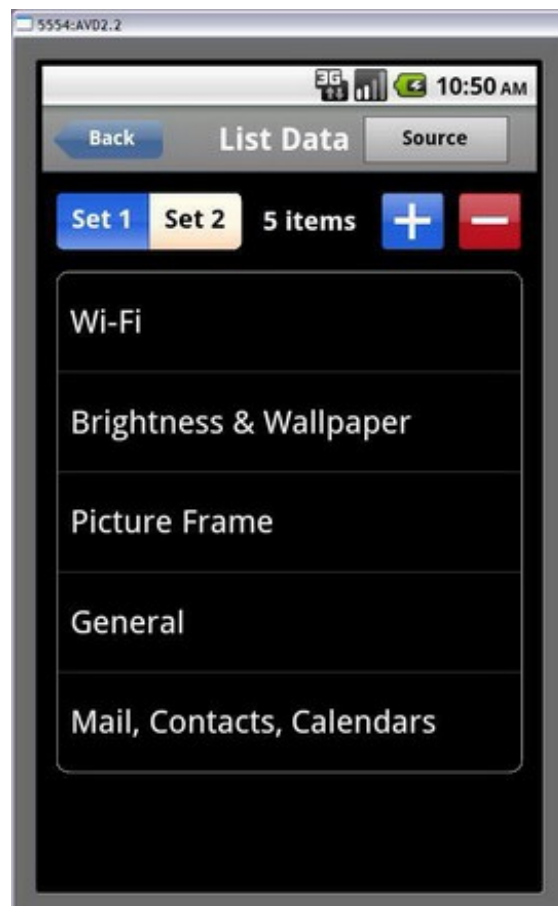 5554:AVD2.2
3G 10:50 AM
Back List Data Source
Set 1 Set 2 5 items + −
Wi-Fi
Brightness & Wallpaper
Picture Frame
General
Mail, Contacts, Calendars